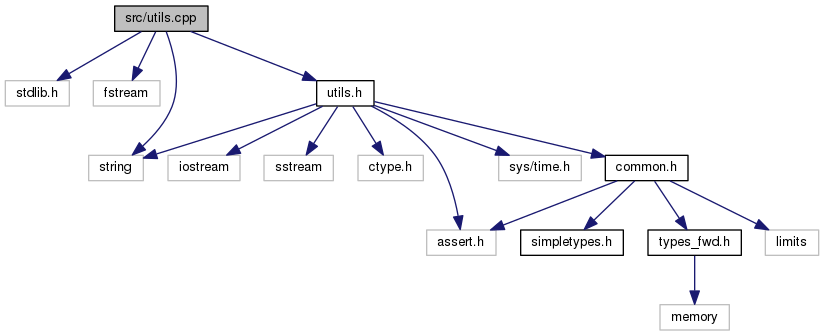 src/utils.cpp
stdlib.h
fstream
utils.h
string
iostream
sstream
ctype.h
sys/time.h
common.h
assert.h
simpletypes.h
types_fwd.h
limits
memory